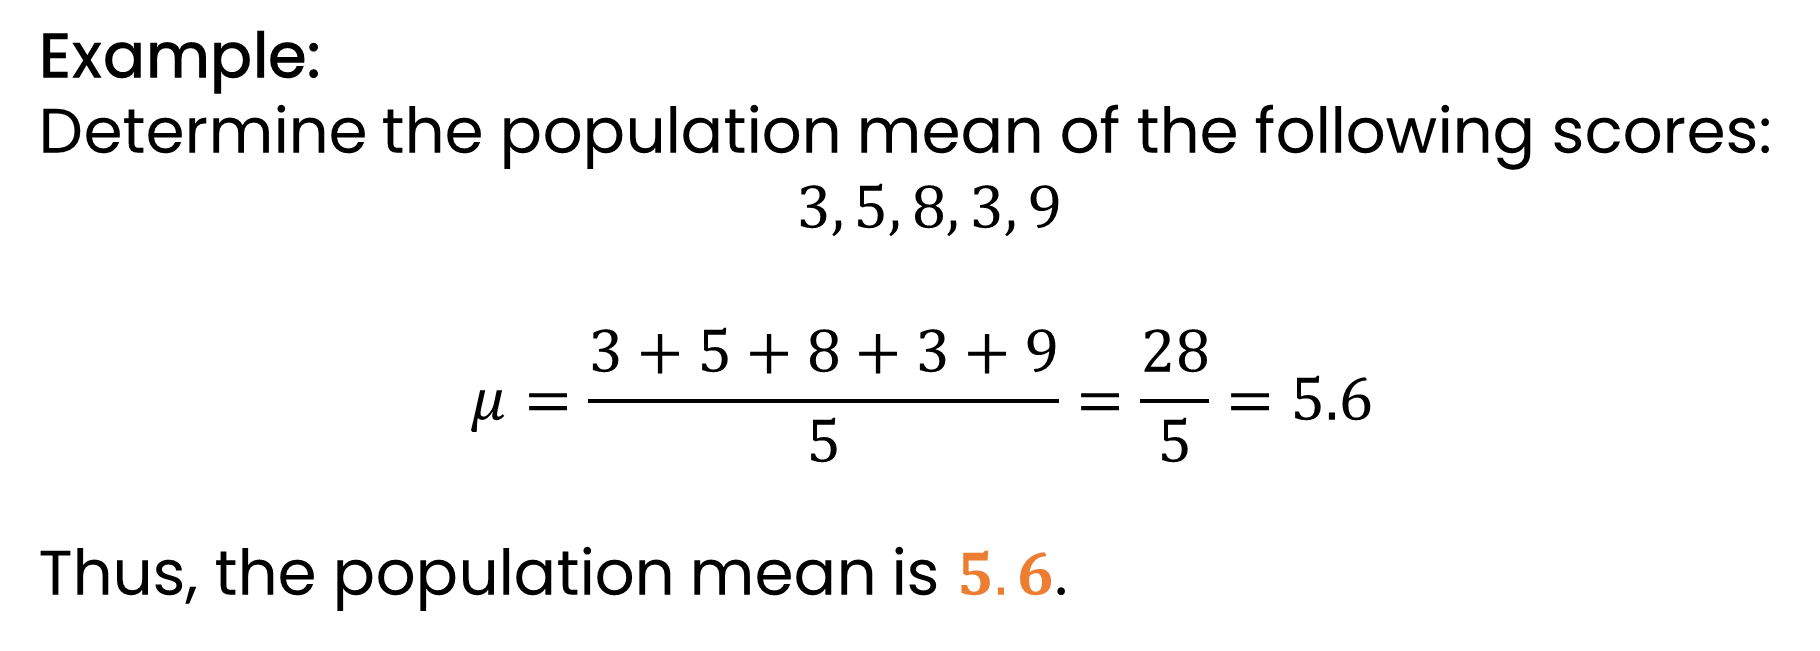 Example:
Determine the population mean of the following scores:
3, 5, 8, 3, 9
μ = (3 + 5 + 8 + 3 + 9)/5 = 28/5 = 5.6
Thus, the population mean is 5.6.